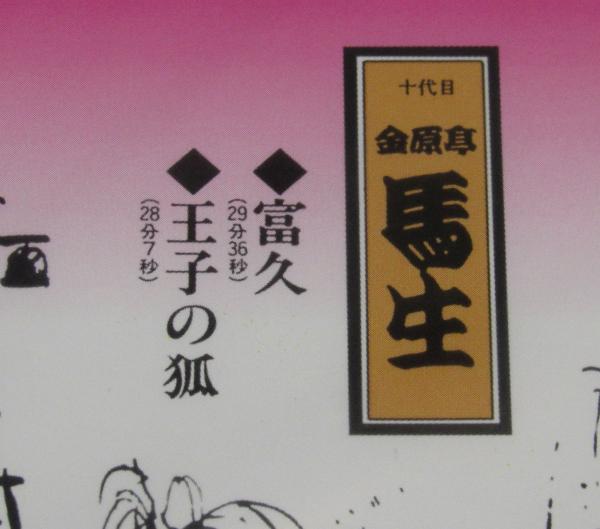 十代目
金原亭
馬生
◆富久
(29分36秒)
◆王子の狐
(28分7秒)